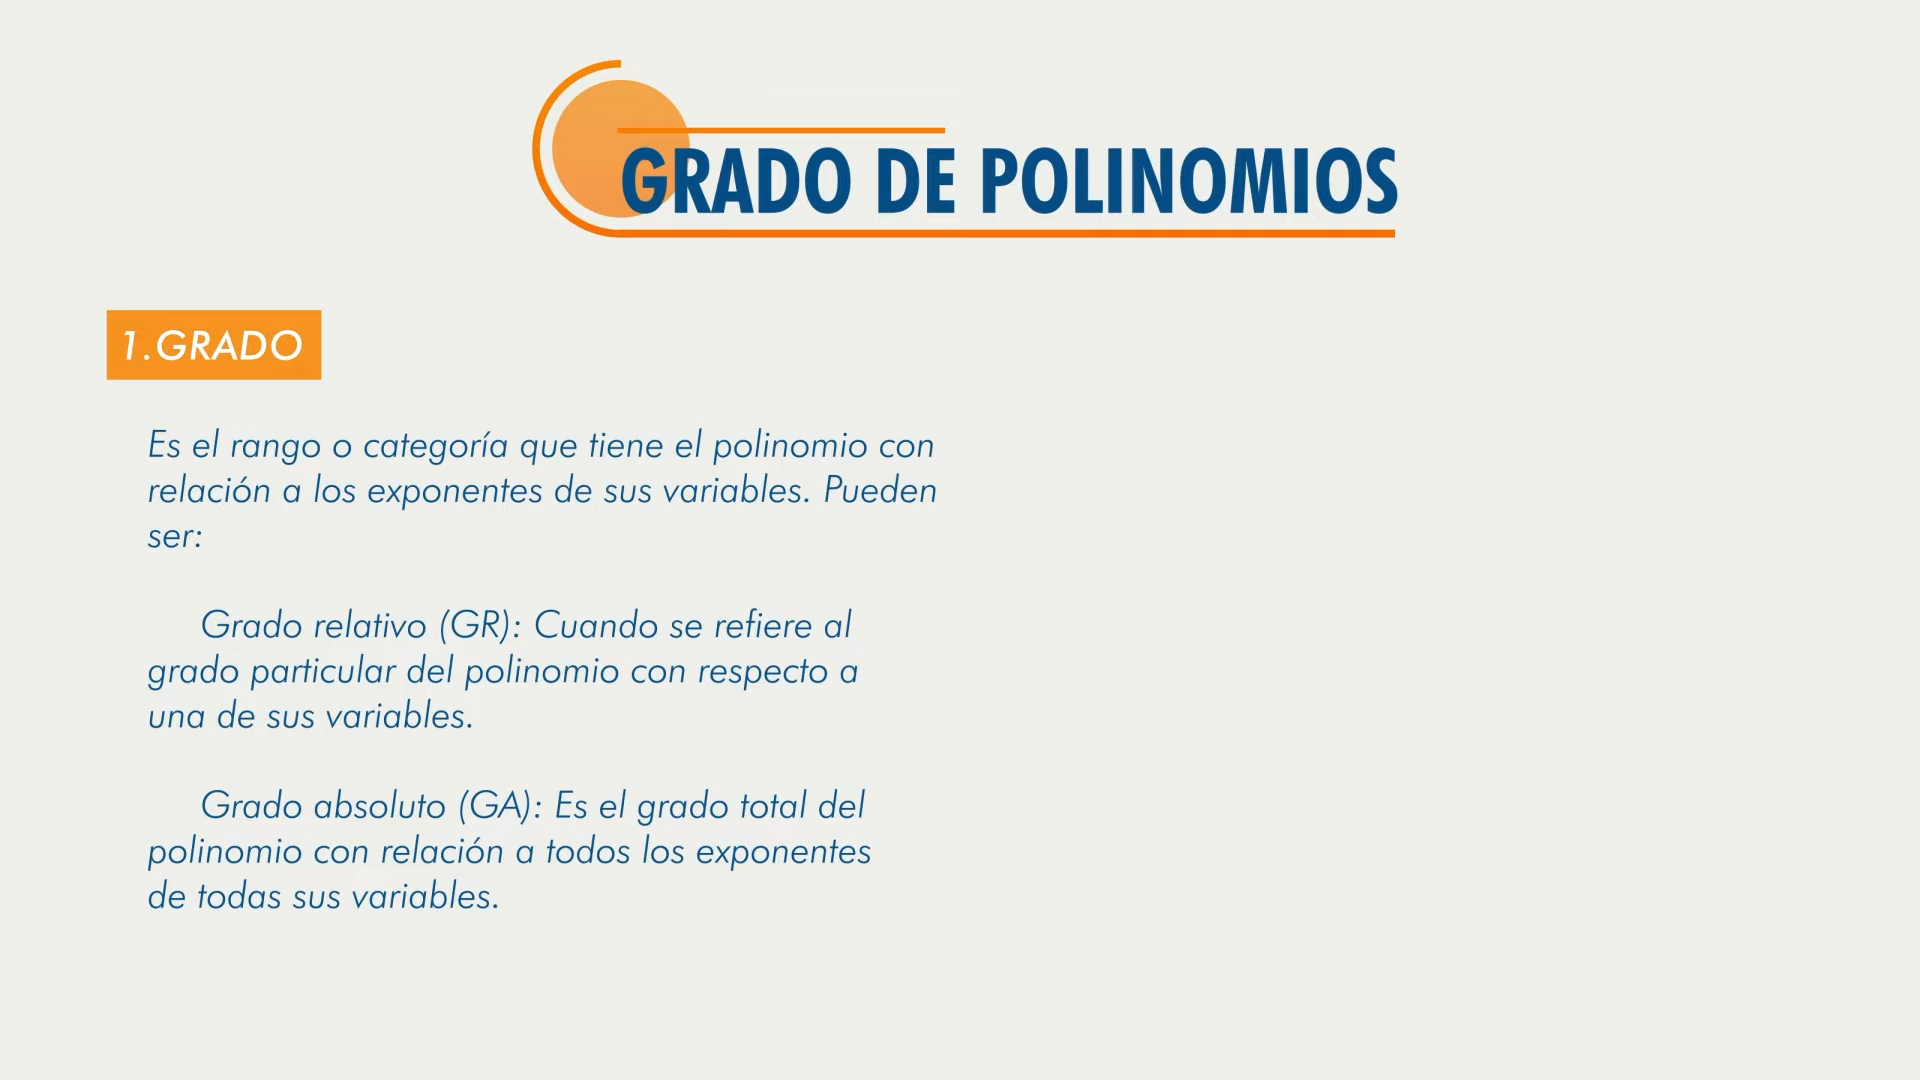 GRADO DE POLINOMIOS
1.GRADO
Es el rango o categoría que tiene el polinomio con
relación a los exponentes de sus variables. Pueden
ser:
Grado relativo (GR): Cuando se refiere al
grado particular del polinomio con respecto a
una de sus variables.
Grado absoluto (GA): Es el grado total del
polinomio con relación a todos los exponentes
de todas sus variables.